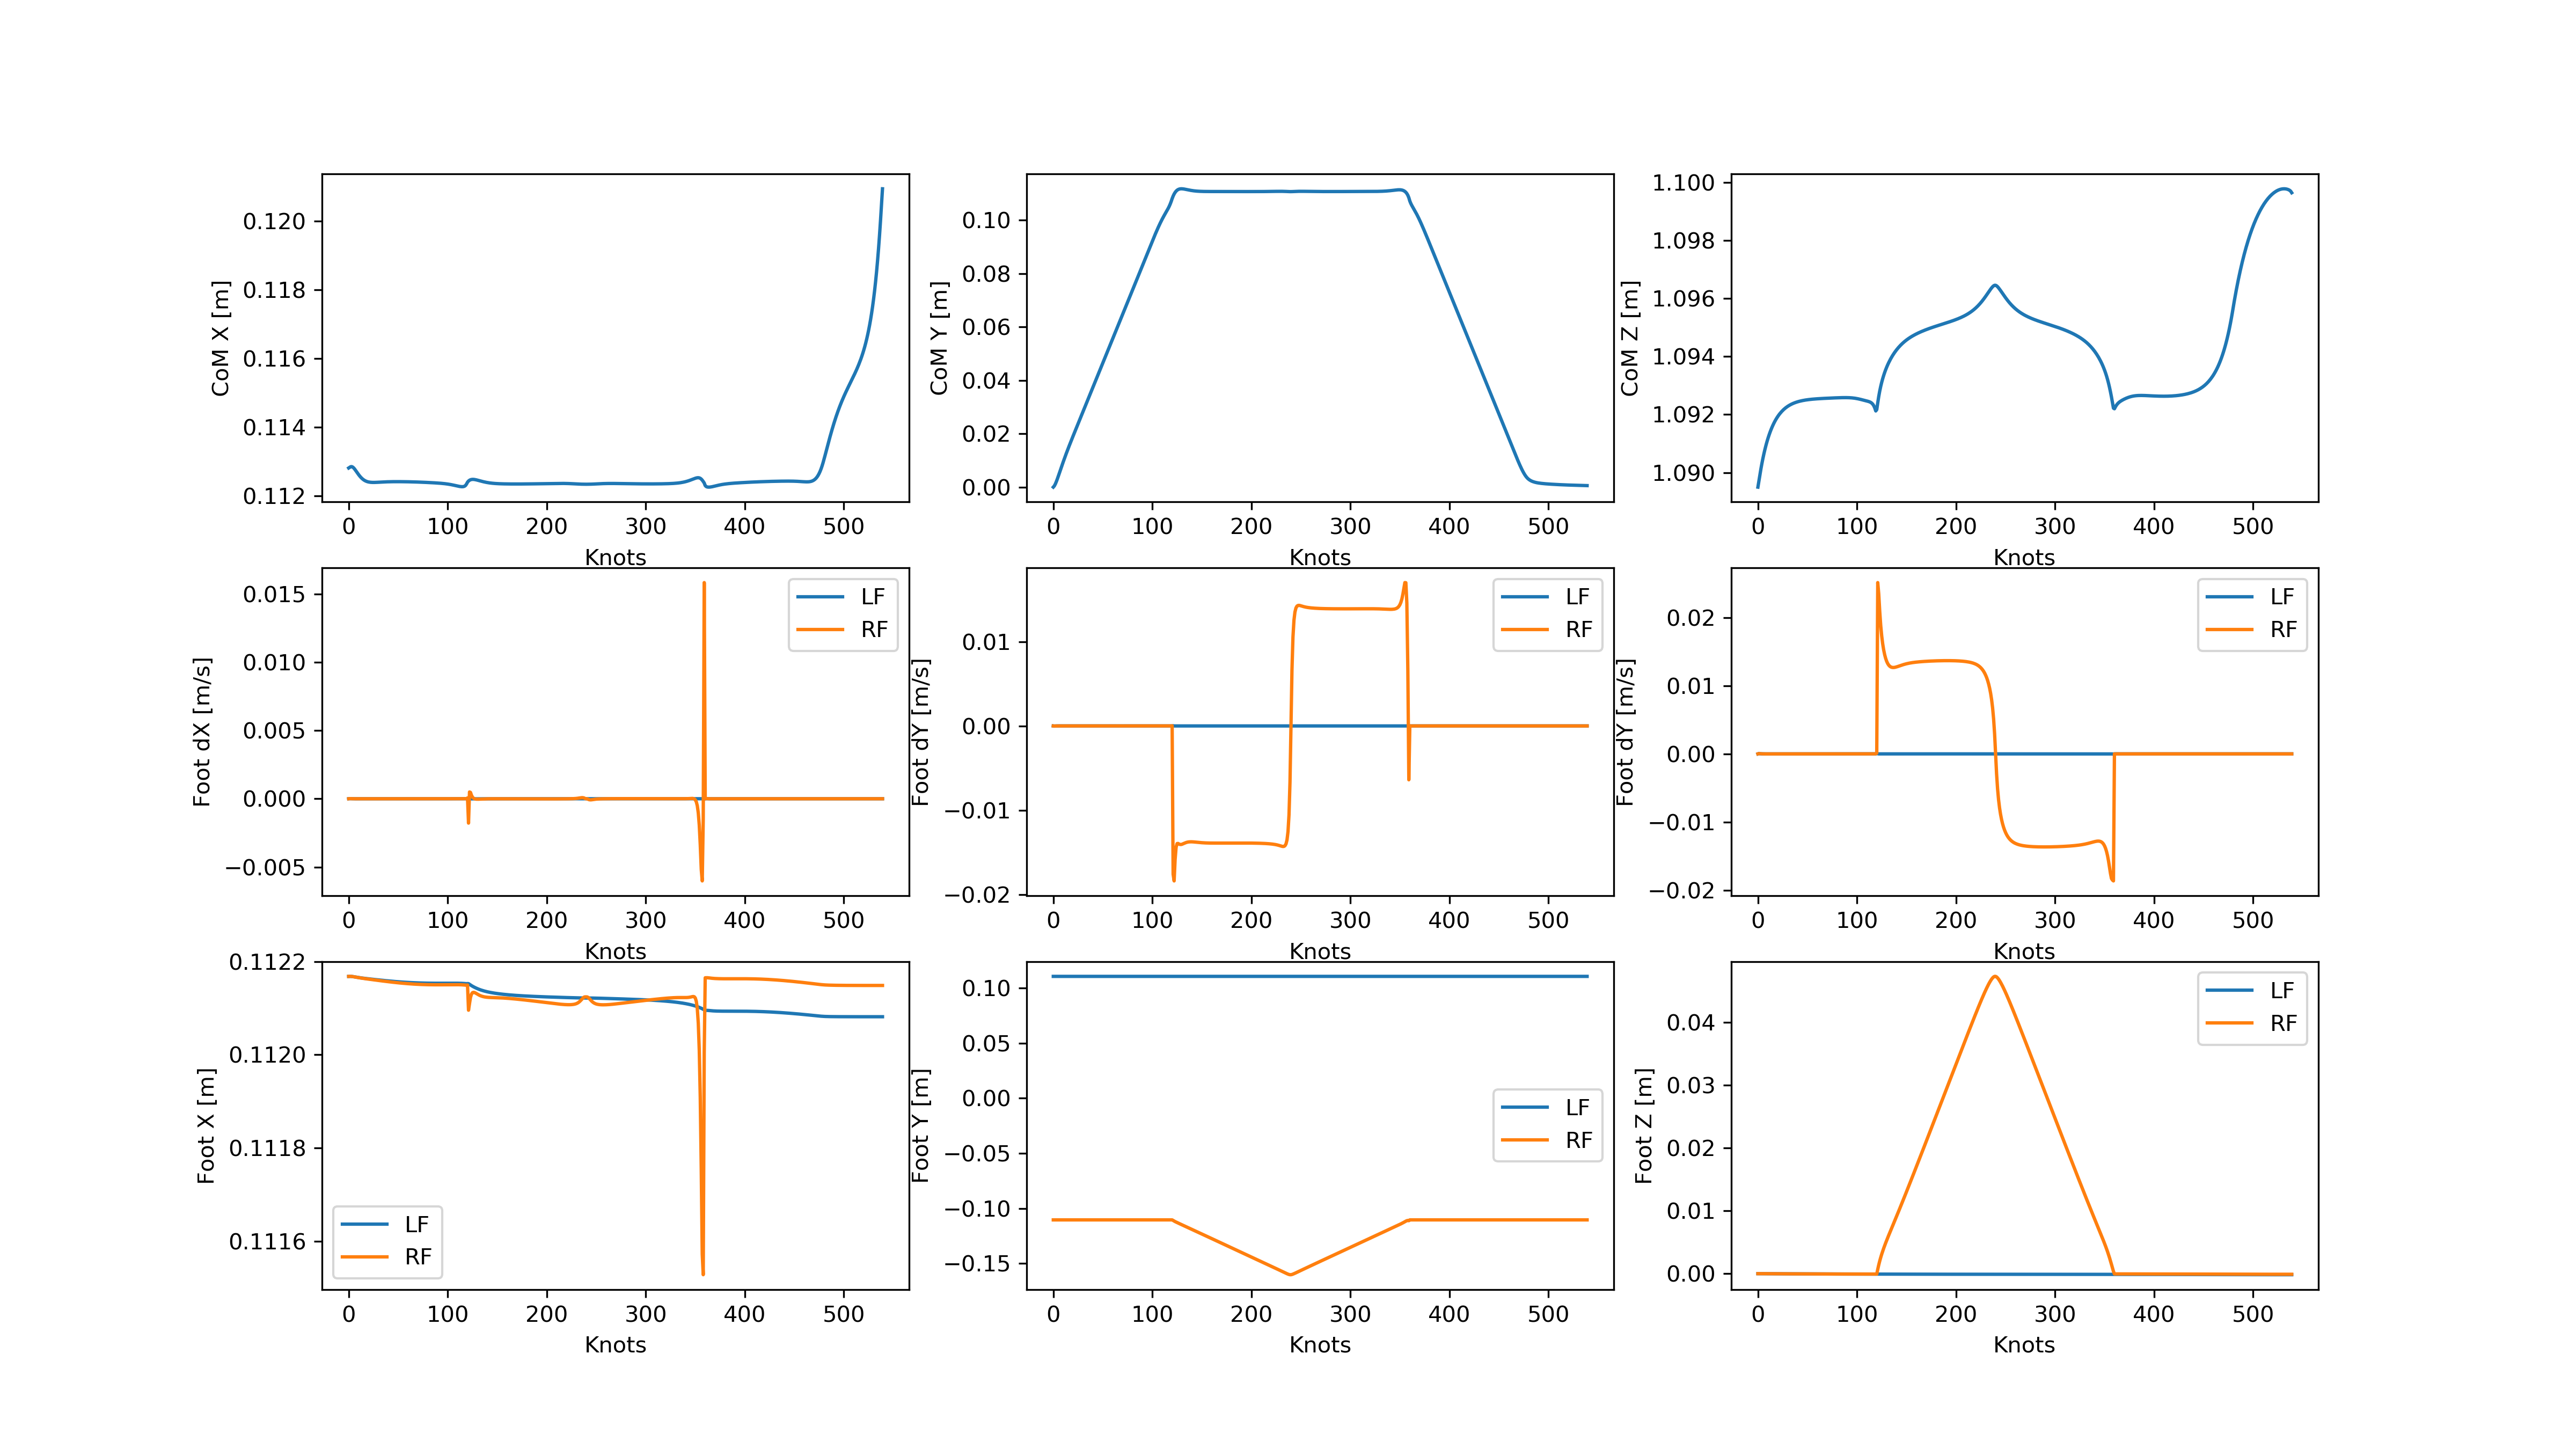 CoM X [m]
0.120
0.118
0.116
0.114
0.112
0 100 200 300 400 500
Knots
CoM Y [m]
0.10
0.08
0.06
0.04
0.02
0.00
0 100 200 300 400 500
Knots
CoM Z [m]
1.100
1.098
1.096
1.094
1.092
1.090
0 100 200 300 400 500
Knots
Foot dX [m/s]
0.015
0.010
0.005
0.000
−0.005
LF
RF
0 100 200 300 400 500
Knots
Foot dY [m/s]
0.01
0.00
−0.01
−0.02
LF
RF
0 100 200 300 400 500
Knots
Foot dY [m/s]
0.02
0.01
0.00
−0.01
−0.02
LF
RF
0 100 200 300 400 500
Knots
Foot X [m]
0.1122
0.1120
0.1118
0.1116
LF
RF
0 100 200 300 400 500
Knots
Foot Y [m]
0.10
0.05
0.00
−0.05
−0.10
−0.15
LF
RF
0 100 200 300 400 500
Knots
Foot Z [m]
0.04
0.03
0.02
0.01
0.00
LF
RF
0 100 200 300 400 500
Knots